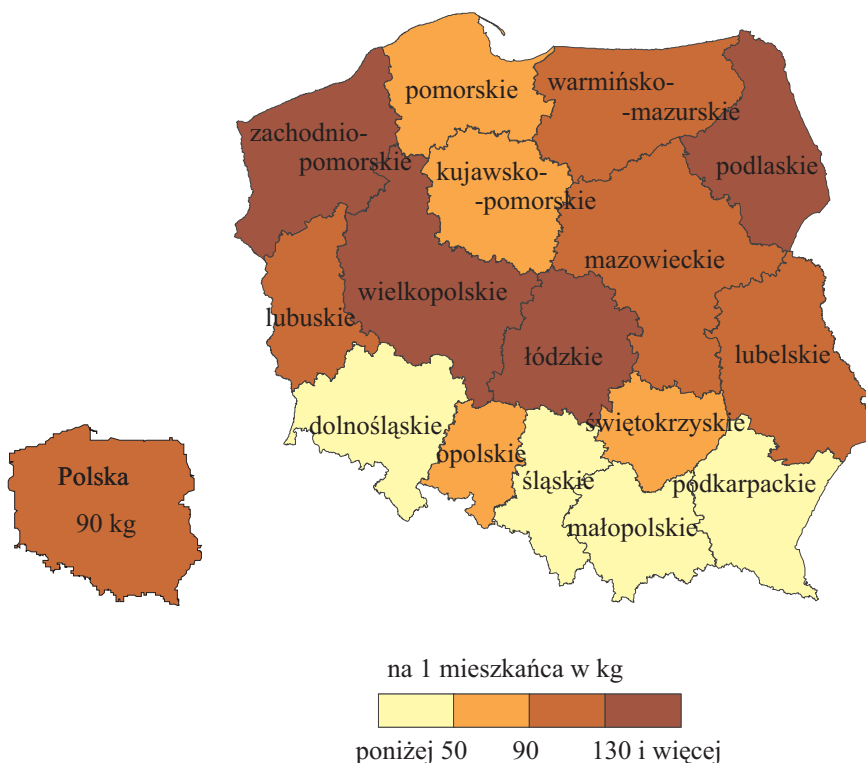 pomorskie
warmińsko-
-mazurskie
zachodnio-
pomorskie
podlaskie
kujawsko-
-pomorskie
mazowieckie
wielkopolskie
lubuskie
łódzkie
lubelskie
dolnośląskie
świętokrzyskie
opolskie
śląskie
podkarpackie
małopolskie
Polska
90 kg
na 1 mieszkańca w kg
poniżej 50 90 130 i więcej